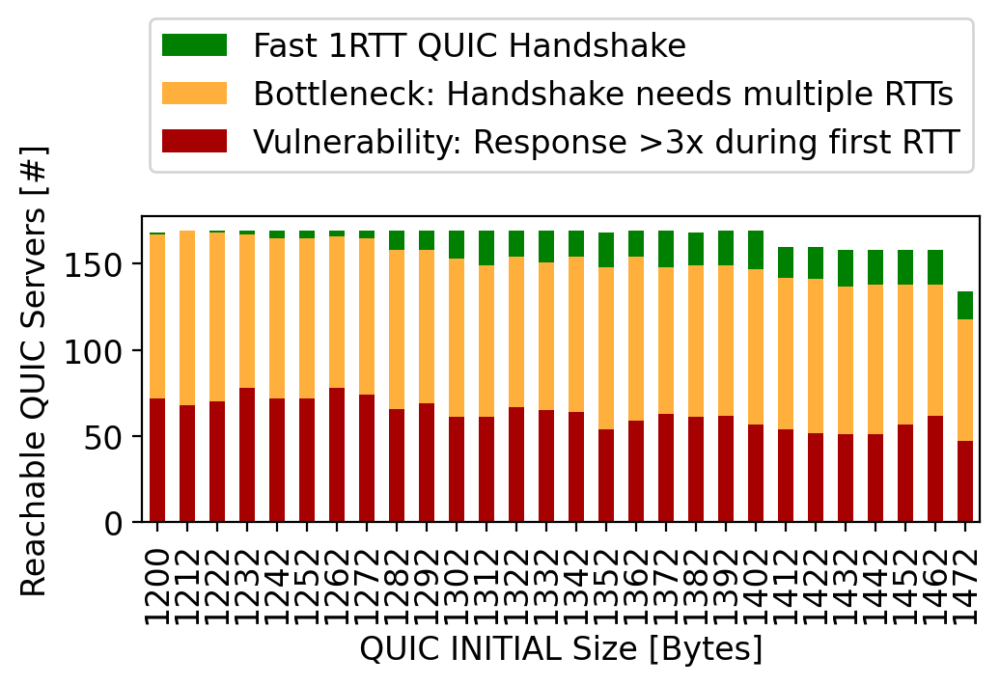 Fast 1RTT QUIC Handshake
Bottleneck: Handshake needs multiple RTTs
Vulnerability: Response >3x during first RTT
Reachable QUIC Servers [#]
150
100
50
0
1200 1212 1222 1232 1242 1252 1262 1272 1282 1292 1302 1312 1322 1332 1342 1352 1362 1372 1382 1392 1402 1412 1422 1432 1442 1452 1462 1472
QUIC INITIAL Size [Bytes]